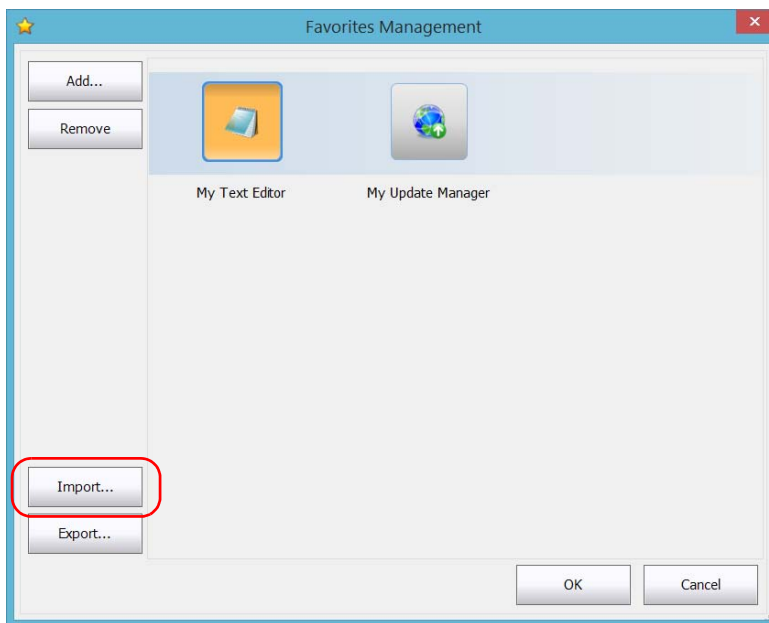 Favorites Management
Add...
Remove
My Text Editor
My Update Manager
Import...
Export...
OK
Cancel